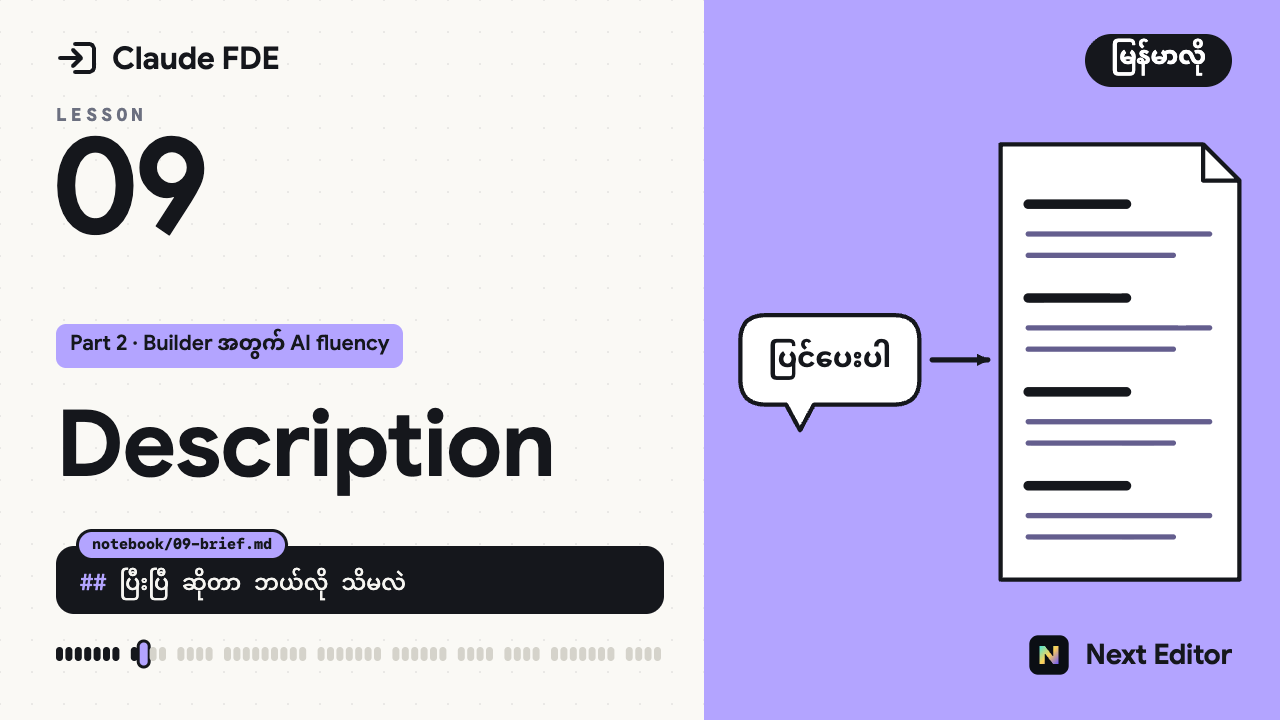 Claude FDE
LESSON
09
Part 2 · Builder အတွက် AI fluency
Description
notebook/09-brief.md
## ပြီးပြီ ဆိုတာ ဘယ်လို သိမလဲ
မြန်မာလို
ပြင်ပေးပါ
Next Editor